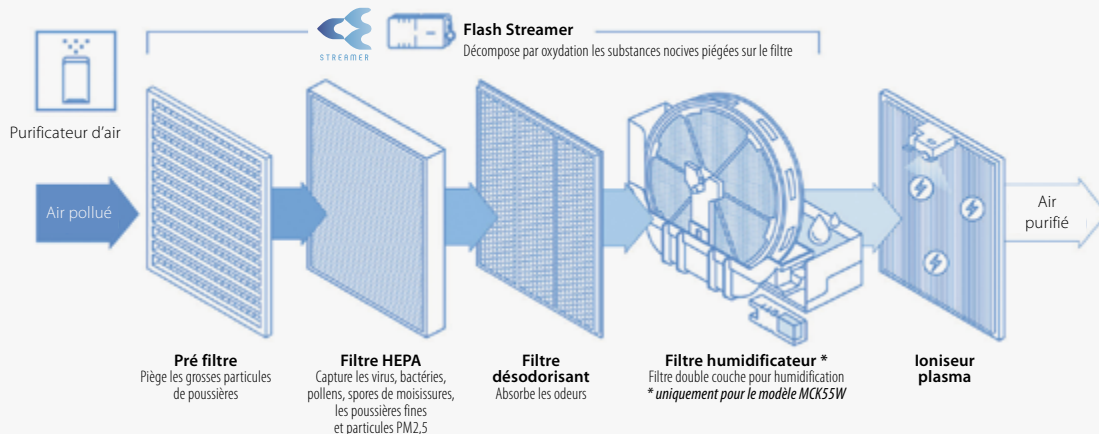 STREAMER
Flash Streamer
Décompose par oxydation les substances nocives piégées sur le filtre
Purificateur d'air
Air pollué
Air
purifié
Pré filtre
Piège les grosses particules
de poussières
Filtre HEPA
Capture les virus, bactéries,
pollens, spores de moisissures,
les poussières fines
et particules PM2,5
Filtre
désodorisant
Absorbe les odeurs
Filtre humidificateur *
Filtre double couche pour humidification
* uniquement pour le modèle MCK55W
Ioniseur
plasma